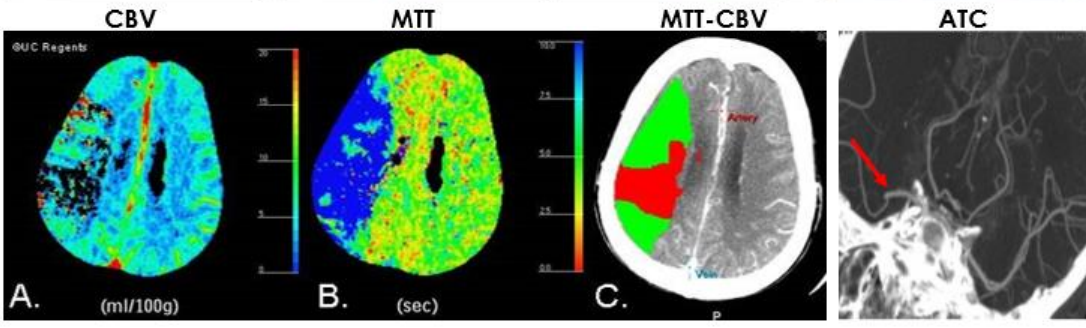 CBV
MTT
MTT-CBV
ATC
©UC Regents
20
15
10
5
0
10.0
7.5
5.0
2.5
0.0
80
Artery
Vein
A.
(ml/100g)
B.
(sec)
C.
P